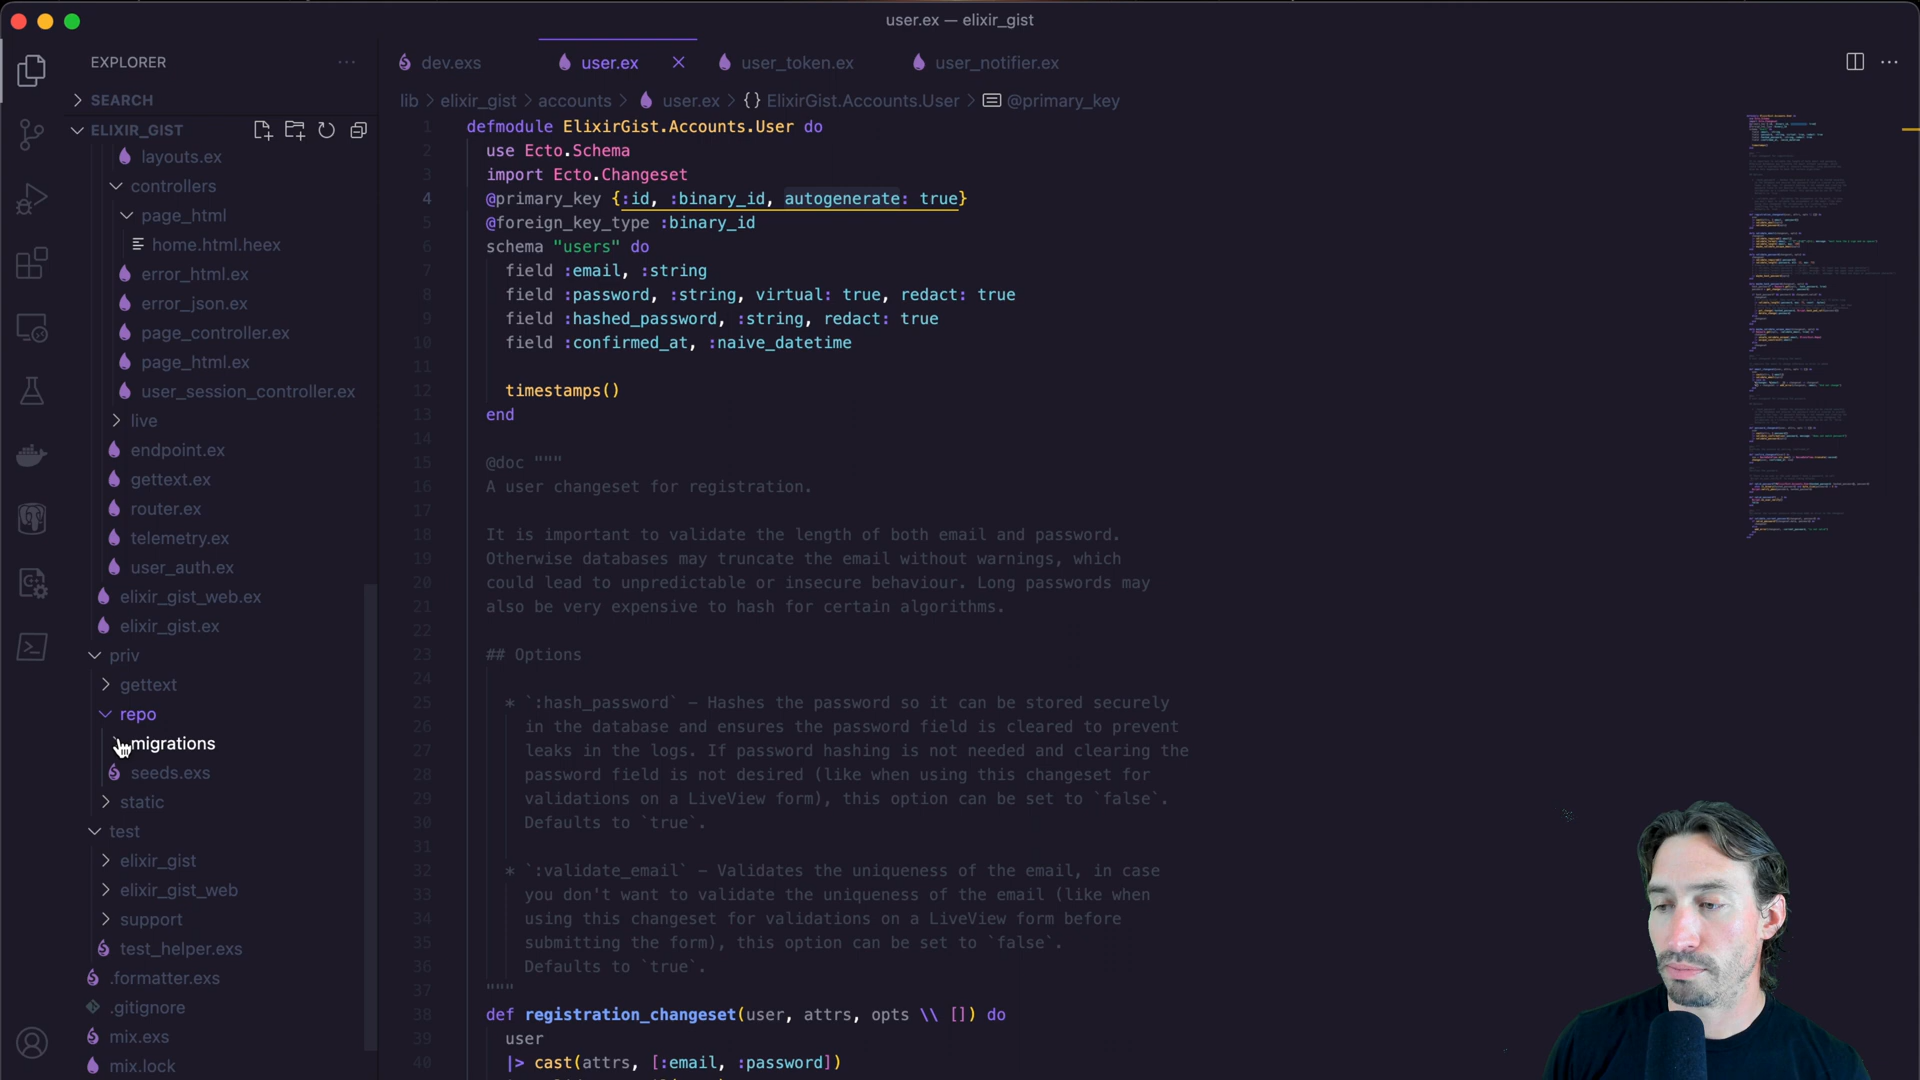 user.ex — elixir_gist
EXPLORER
SEARCH
ELIXIR_GIST
layouts.ex
controllers
page_html
home.html.heex
error_html.ex
error_json.ex
page_controller.ex
page_html.ex
user_session_controller.ex
live
endpoint.ex
gettext.ex
router.ex
telemetry.ex
user_auth.ex
elixir_gist_web.ex
elixir_gist.ex
priv
gettext
repo
migrations
seeds.exs
static
test
elixir_gist
elixir_gist_web
support
test_helper.exs
.formatter.exs
.gitignore
mix.exs
mix.lock
dev.exs user.ex user_token.ex user_notifier.ex
lib > elixir_gist > accounts > user.ex > {} ElixirGist.Accounts.User > @primary_key
1 defmodule ElixirGist.Accounts.User do
2 use Ecto.Schema
3 import Ecto.Changeset
4 @primary_key {:id, :binary_id, autogenerate: true}
5 @foreign_key_type :binary_id
6 schema "users" do
7 field :email, :string
8 field :password, :string, virtual: true, redact: true
9 field :hashed_password, :string, redact: true
10 field :confirmed_at, :naive_datetime
11
12 timestamps()
13 end
14
15 @doc """
16 A user changeset for registration.
17
18 It is important to validate the length of both email and password.
19 Otherwise databases may truncate the email without warnings, which
20 could lead to unpredictable or insecure behaviour. Long passwords may
21 also be very expensive to hash for certain algorithms.
22
23 ## Options
24
25 * `:hash_password` – Hashes the password so it can be stored securely
26 in the database and ensures the password field is cleared to prevent
27 leaks in the logs. If password hashing is not needed and clearing the
28 password field is not desired (like when using this changeset for
29 validations on a LiveView form), this option can be set to `false`.
30 Defaults to `true`.
31
32 * `:validate_email` – Validates the uniqueness of the email, in case
33 you don't want to validate the uniqueness of the email (like when
34 using this changeset for validations on a LiveView form before
35 submitting the form), this option can be set to `false`.
36 Defaults to `true`.
37 """
38 def registration_changeset(user, attrs, opts \\ []) do
39 user
40 |> cast(attrs, [:email, :password])